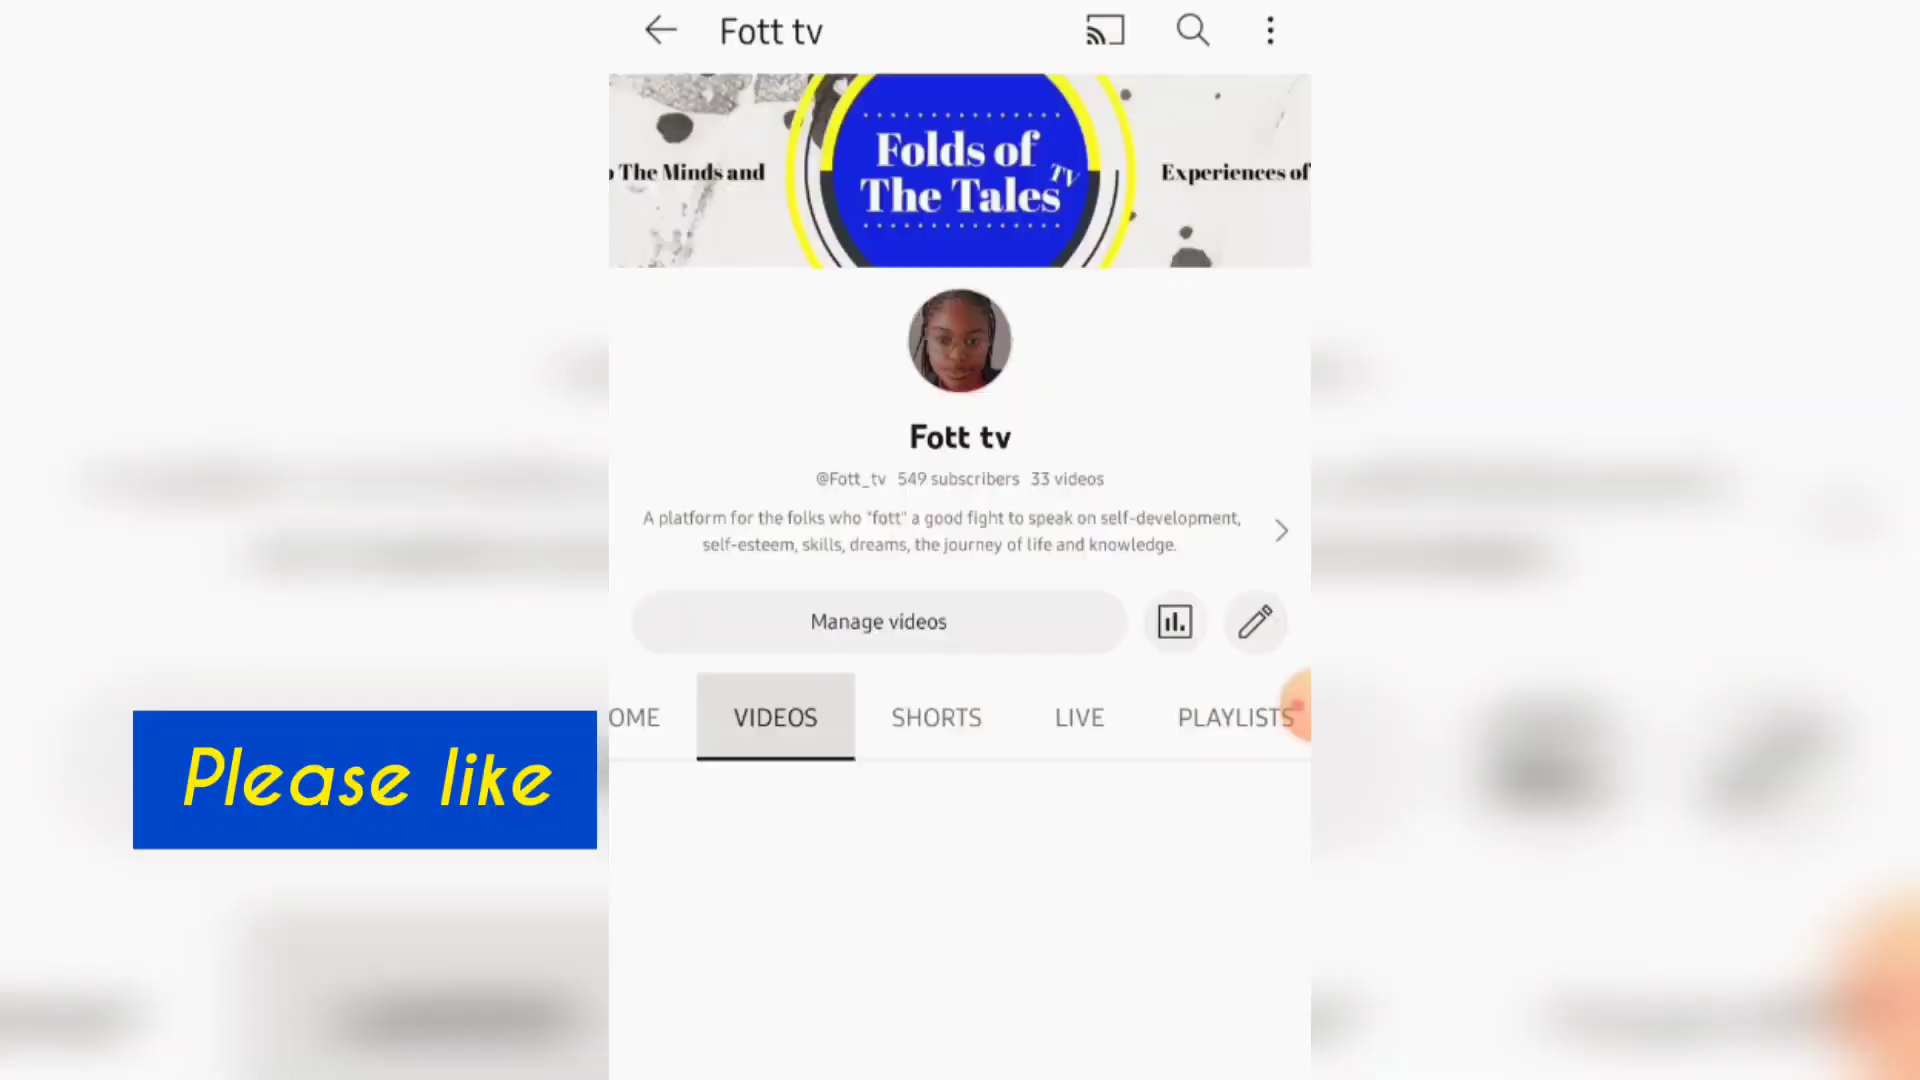 Fott tv
The Minds and
Folds of
The Tales
TV
Experiences of
Fott tv
@Fott_tv 549 subscribers 33 videos
A platform for the folks who "fott" a good fight to speak on self-development,
self-esteem, skills, dreams, the journey of life and knowledge.
Manage videos
OME VIDEOS SHORTS LIVE PLAYLISTS
Please like